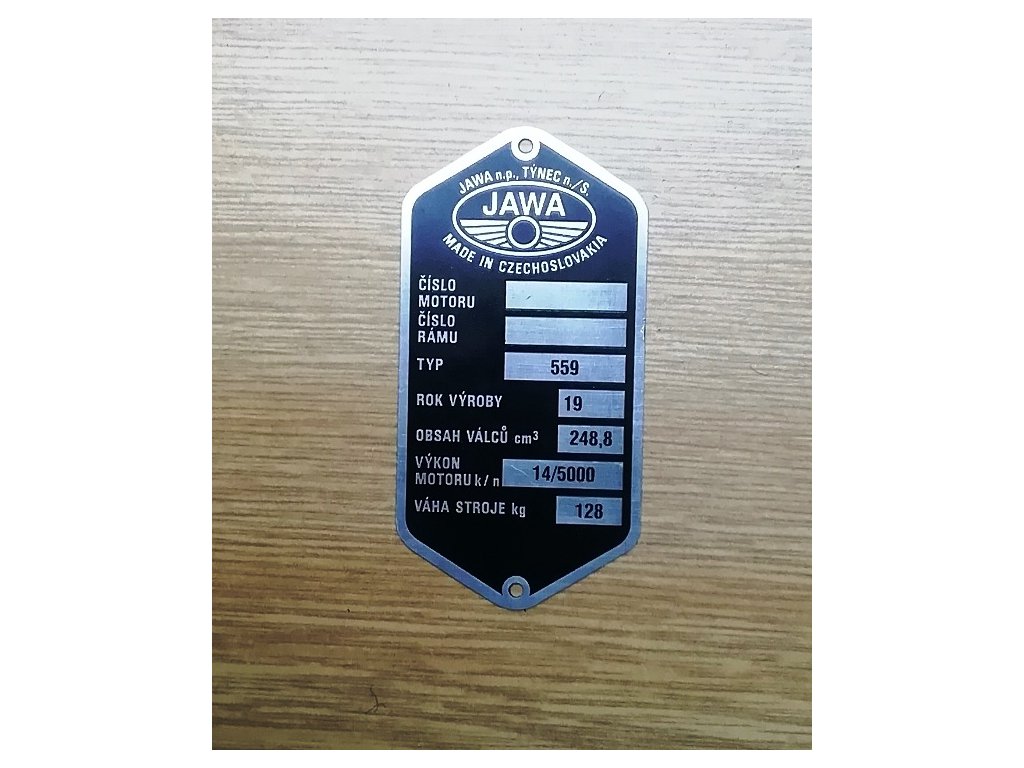 JAWA n.p., TÝNEC n./S.
JAWA
MADE IN CZECHOSLOVAKIA
ČÍSLO
MOTORU
ČÍSLO
RÁMU
TYP 559
ROK VÝROBY 19
OBSAH VÁLCŮ cm³ 248,8
VÝKON
MOTORU k/n 14/5000
VÁHA STROJE kg 128